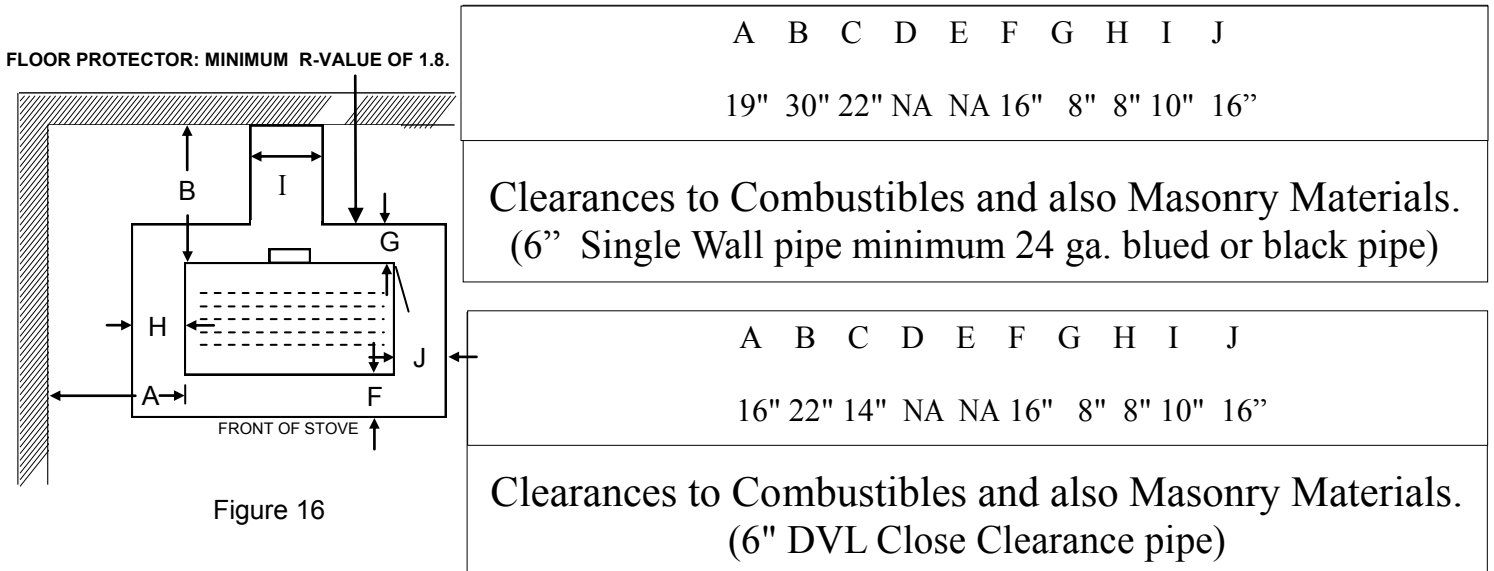 FLOOR PROTECTOR: MINIMUM R-VALUE OF 1.8.
B
I
G
H
J
A
F
FRONT OF STOVE
Figure 16
A B C D E F G H I J
19" 30" 22" NA NA 16" 8" 8" 10" 16”
Clearances to Combustibles and also Masonry Materials.
(6” Single Wall pipe minimum 24 ga. blued or black pipe)
A B C D E F G H I J
16" 22" 14" NA NA 16" 8" 8" 10" 16”
Clearances to Combustibles and also Masonry Materials.
(6" DVL Close Clearance pipe)